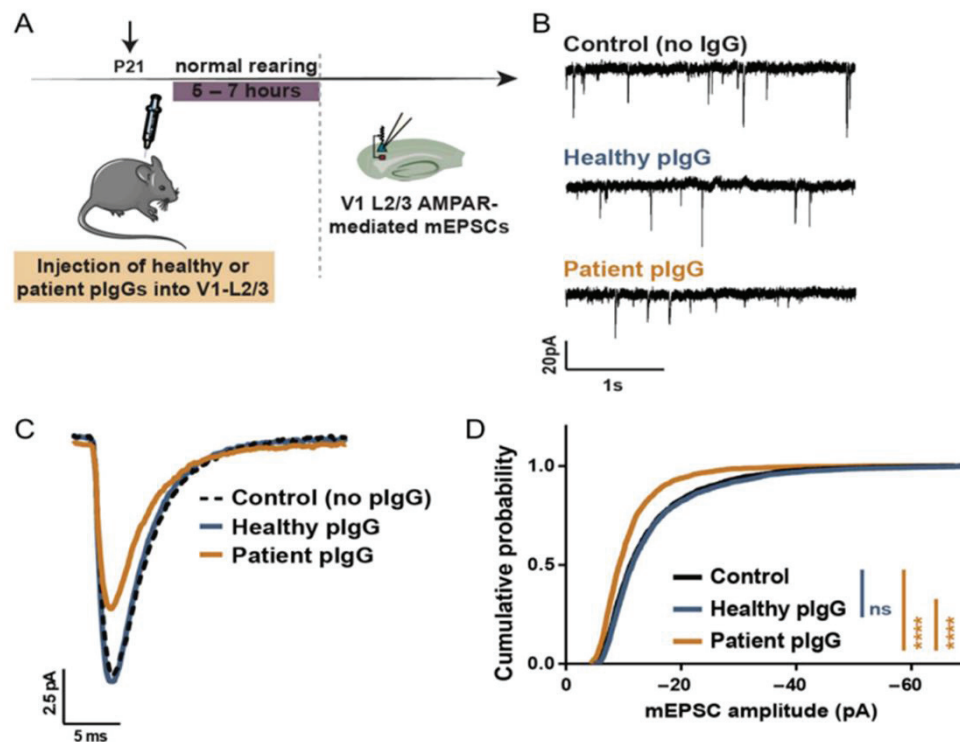 A
P21
normal rearing
5 – 7 hours
V1 L2/3 AMPAR-
mediated mEPSCs
Injection of healthy or
patient pIgGs into V1-L2/3
B
Control (no IgG)
Healthy pIgG
Patient pIgG
20pA
1s
C
Control (no pIgG)
Healthy pIgG
Patient pIgG
2.5 pA
5 ms
D
Cumulative probability
1.0
0.5
0.0
0
–20
–40
–60
mEPSC amplitude (pA)
Control
Healthy pIgG
Patient pIgG
ns
****
****